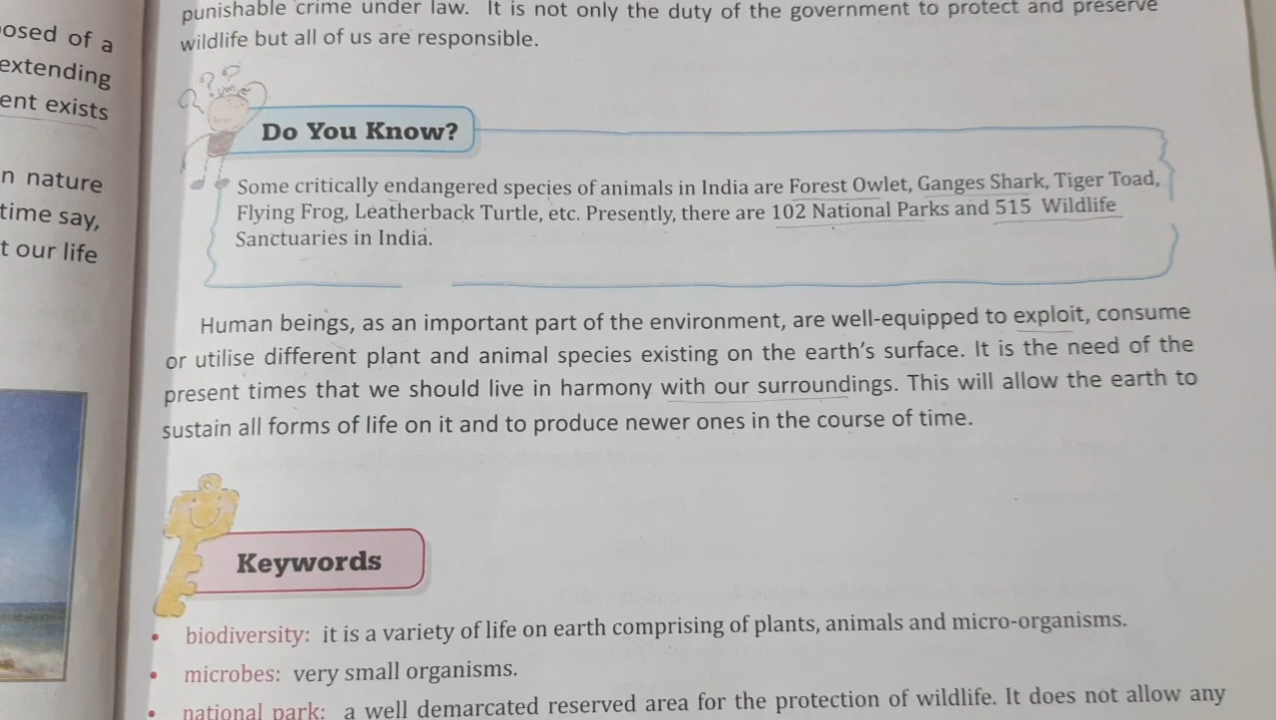 osed of a
extending
ent exists
n nature
time say,
t our life
punishable crime under law. It is not only the duty of the government to protect and preserve
wildlife but all of us are responsible.
Do You Know?
Some critically endangered species of animals in India are Forest Owlet, Ganges Shark, Tiger Toad,
Flying Frog, Leatherback Turtle, etc. Presently, there are 102 National Parks and 515 Wildlife
Sanctuaries in India.
Human beings, as an important part of the environment, are well-equipped to exploit, consume
or utilise different plant and animal species existing on the earth's surface. It is the need of the
present times that we should live in harmony with our surroundings. This will allow the earth to
sustain all forms of life on it and to produce newer ones in the course of time.
Keywords
• biodiversity: it is a variety of life on earth comprising of plants, animals and micro-organisms.
• microbes: very small organisms.
• national park: a well demarcated reserved area for the protection of wildlife. It does not allow any